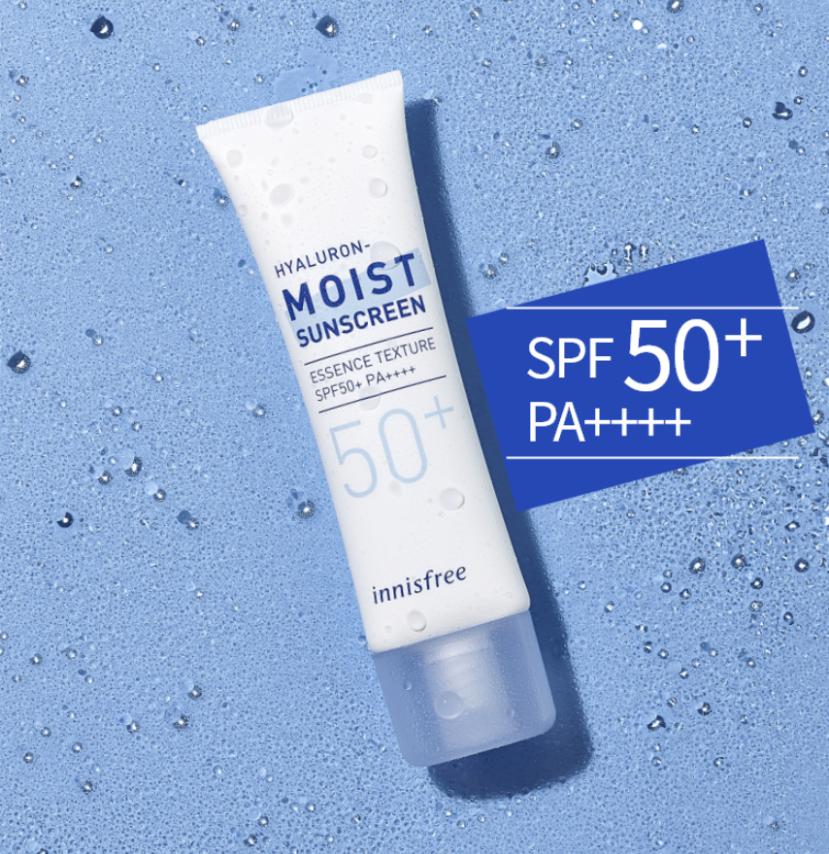 HYALURON-
MOIST
SUNSCREEN
ESSENCE TEXTURE
SPF50+ PA++++
50+
innisfree
SPF 50+
PA++++